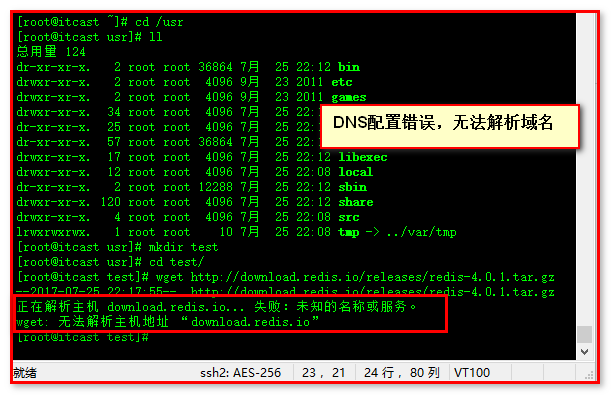 [root@itcast ~]# cd /usr
[root@itcast usr]# ll
总用量 124
dr-xr-xr-x. 2 root root 36864 7月 25 22:12 bin
drwxr-xr-x. 2 root root 4096 9月 23 2011 etc
drwxr-xr-x. 2 root root 4096 9月 23 2011 games
drwxr-xr-x. 34 root root 4096 7月 25 22:
dr-xr-xr-x. 25 root root 4096 7月 25 22:
dr-xr-xr-x. 57 root root 36864 7月 25 22:
drwxr-xr-x. 17 root root 4096 7月 25 22:12 libexec
drwxr-xr-x. 12 root root 4096 7月 25 22:08 local
dr-xr-xr-x. 2 root root 12288 7月 25 22:12 sbin
drwxr-xr-x. 120 root root 4096 7月 25 22:12 share
drwxr-xr-x. 4 root root 4096 7月 25 22:08 src
lrwxrwxrwx. 1 root root 10 7月 25 22:08 tmp -> ../var/tmp
DNS配置错误，无法解析域名
[root@itcast usr]# mkdir test
[root@itcast usr]# cd test/
[root@itcast test]# wget http://download.redis.io/releases/redis-4.0.1.tar.gz
--2017-07-25 22:17:55-- http://download.redis.io/releases/redis-4.0.1.tar.gz
正在解析主机 download.redis.io... 失败：未知的名称或服务。
wget: 无法解析主机地址 “download.redis.io”
[root@itcast test]#
就绪 ssh2: AES-256 23, 21 24 行, 80 列 VT100